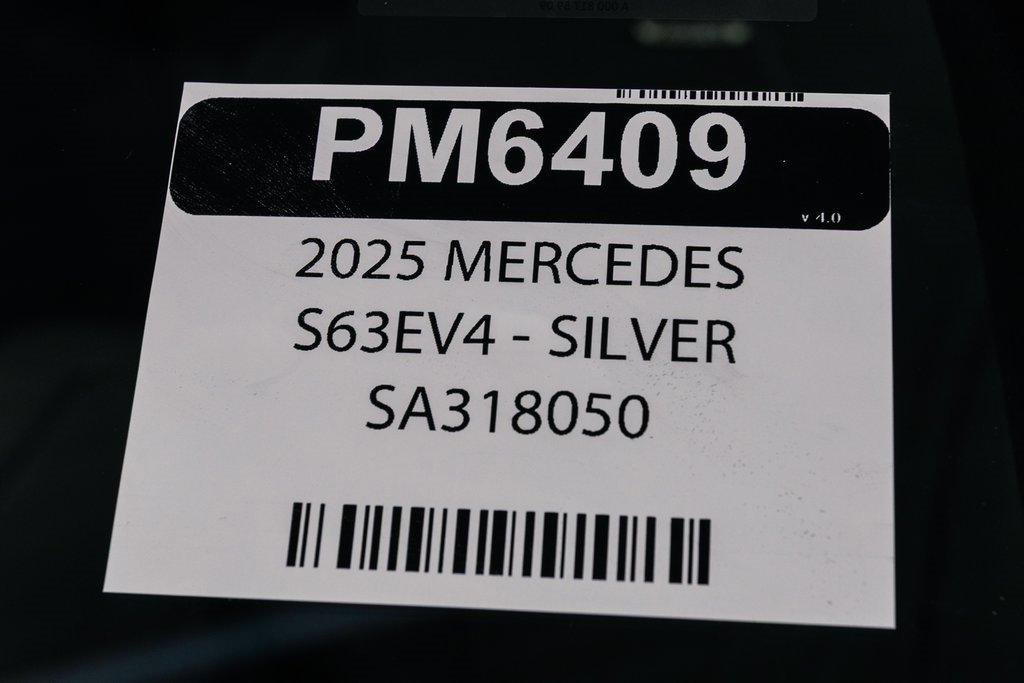 PM6409
v 4.0
2025 MERCEDES
S63EV4 - SILVER
SA318050